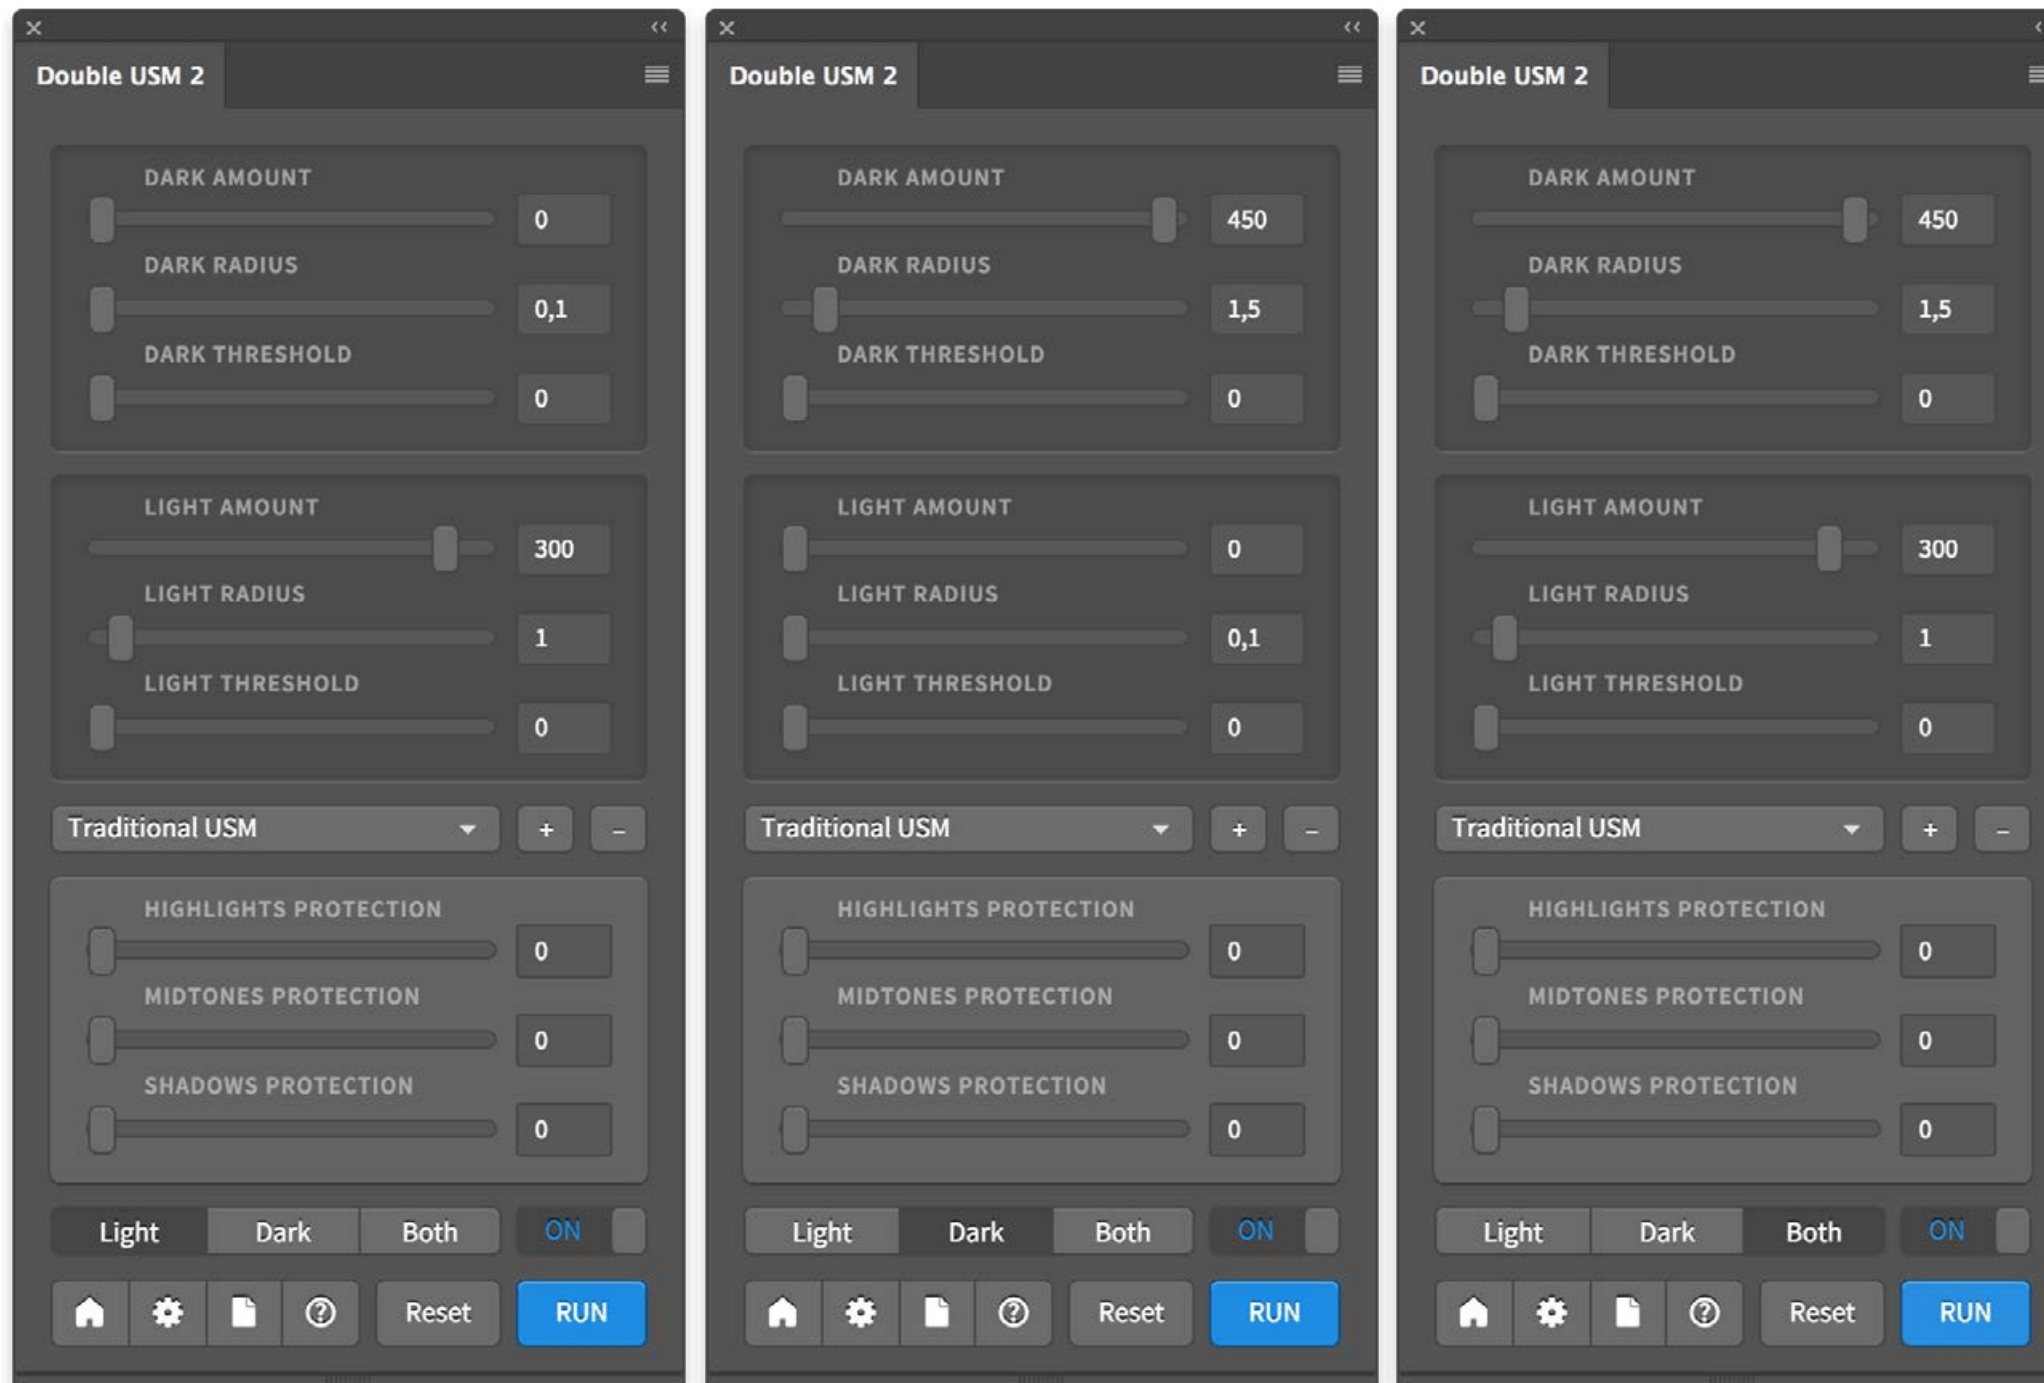 Double USM 2
DARK AMOUNT
0
DARK RADIUS
0,1
DARK THRESHOLD
0
LIGHT AMOUNT
300
LIGHT RADIUS
1
LIGHT THRESHOLD
0
Traditional USM + –
HIGHLIGHTS PROTECTION
0
MIDTONES PROTECTION
0
SHADOWS PROTECTION
0
Light Dark Both ON
Reset RUN
Double USM 2
DARK AMOUNT
450
DARK RADIUS
1,5
DARK THRESHOLD
0
LIGHT AMOUNT
0
LIGHT RADIUS
0,1
LIGHT THRESHOLD
0
Traditional USM + –
HIGHLIGHTS PROTECTION
0
MIDTONES PROTECTION
0
SHADOWS PROTECTION
0
Light Dark Both ON
Reset RUN
Double USM 2
DARK AMOUNT
450
DARK RADIUS
1,5
DARK THRESHOLD
0
LIGHT AMOUNT
300
LIGHT RADIUS
1
LIGHT THRESHOLD
0
Traditional USM + –
HIGHLIGHTS PROTECTION
0
MIDTONES PROTECTION
0
SHADOWS PROTECTION
0
Light Dark Both ON
Reset RUN